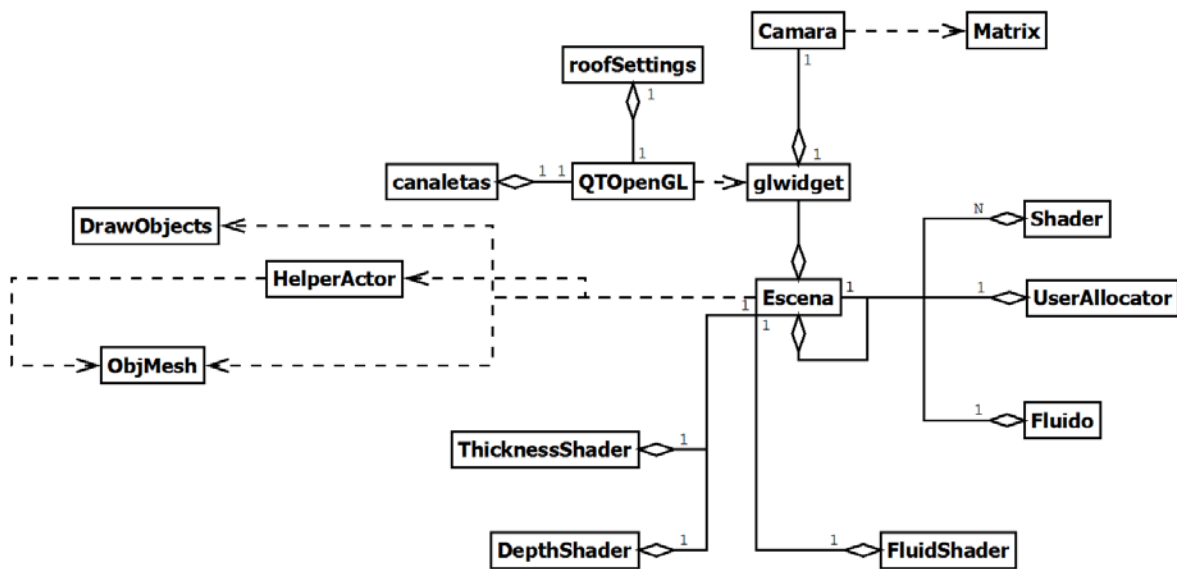 Camara
Matrix
1
roofSettings
1
1
1
canaletas
1 1
QTOpenGL
glwidget
DrawObjects
N
Shader
HelperActor
Escena
1
1
UserAllocator
1
1
ObjMesh
1
Fluido
ThicknessShader
1
DepthShader
1
1
FluidShader